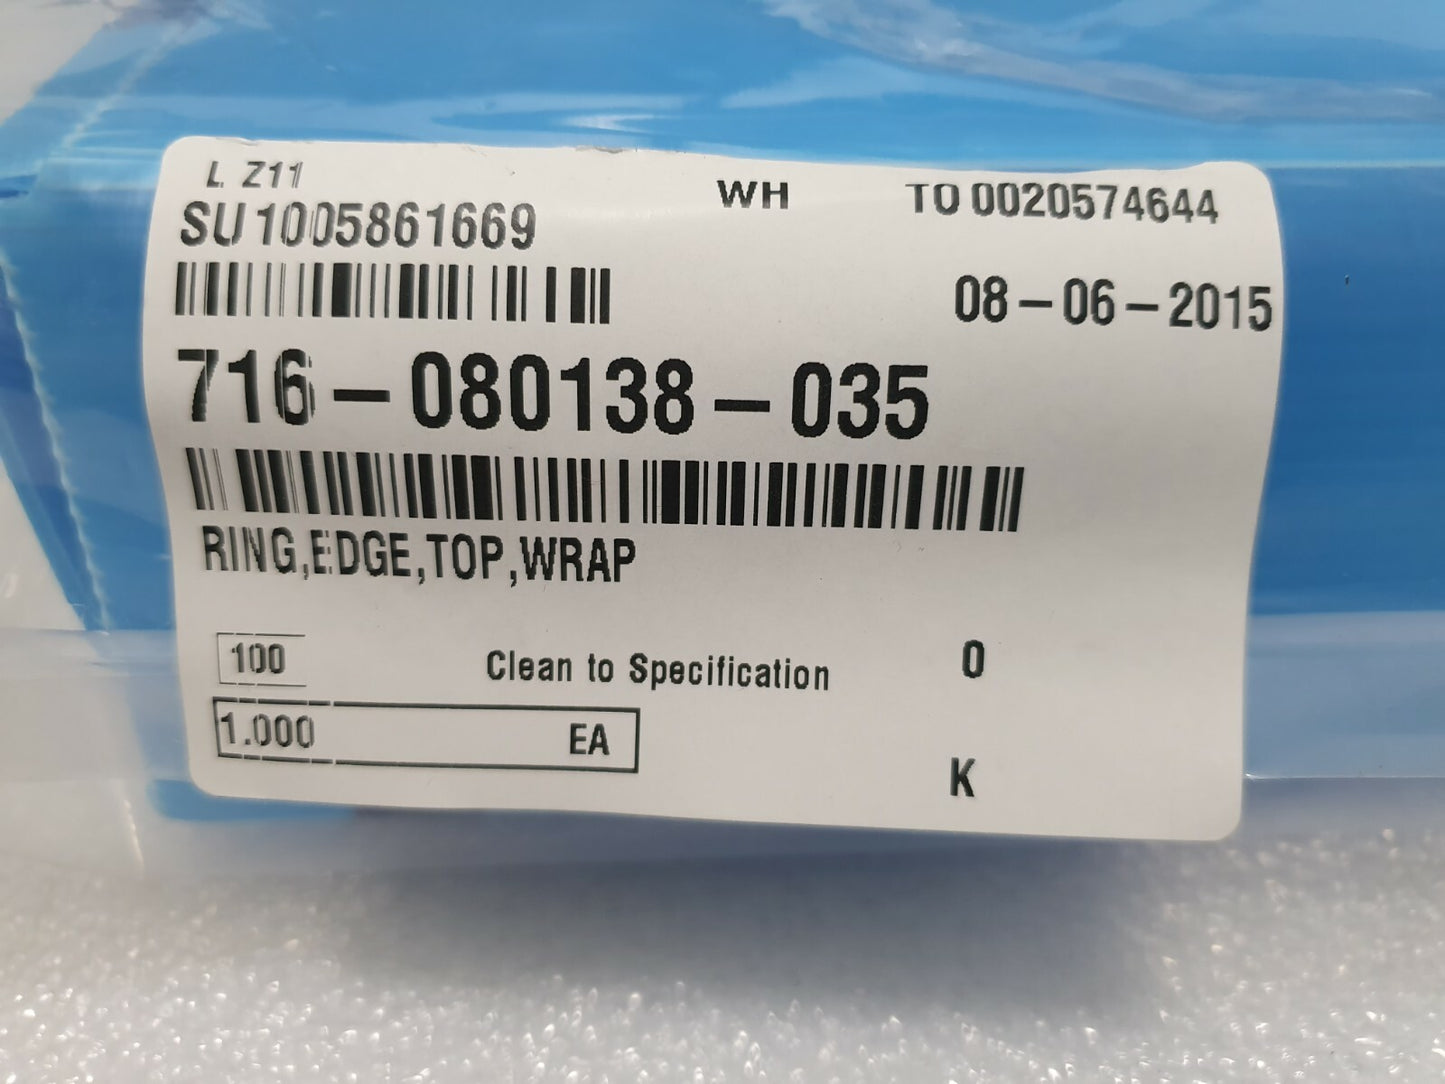 L Z11
WH
TO 0020574644
SU 1005861669
08-06-2015
716-080138-035
RING,EDGE,TOP,WRAP
100
Clean to Specification
0
1.000 EA
K